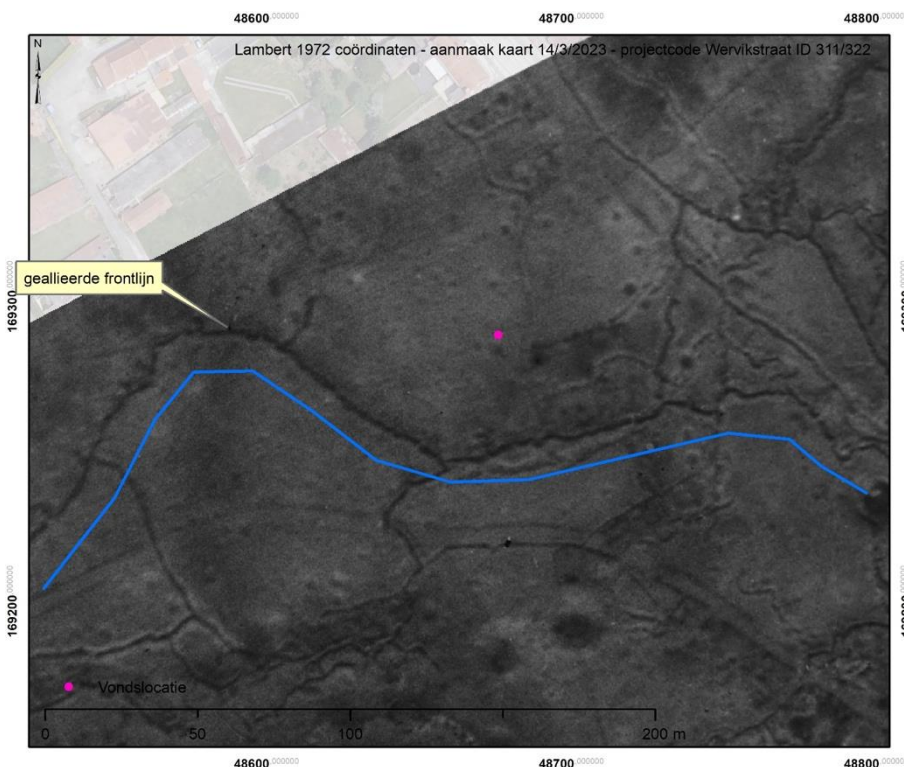 48600,000000
48700,000000
48800,000000
N
Lambert 1972 coördinaten - aanmaak kaart 14/3/2023 - projectcode Wervikstraat ID 311/322
geallieerde frontlijn
169300,000000
169200,000000
Vondslocatie
0 50 100 200 m
48600,000000
48700,000000
48800,000000